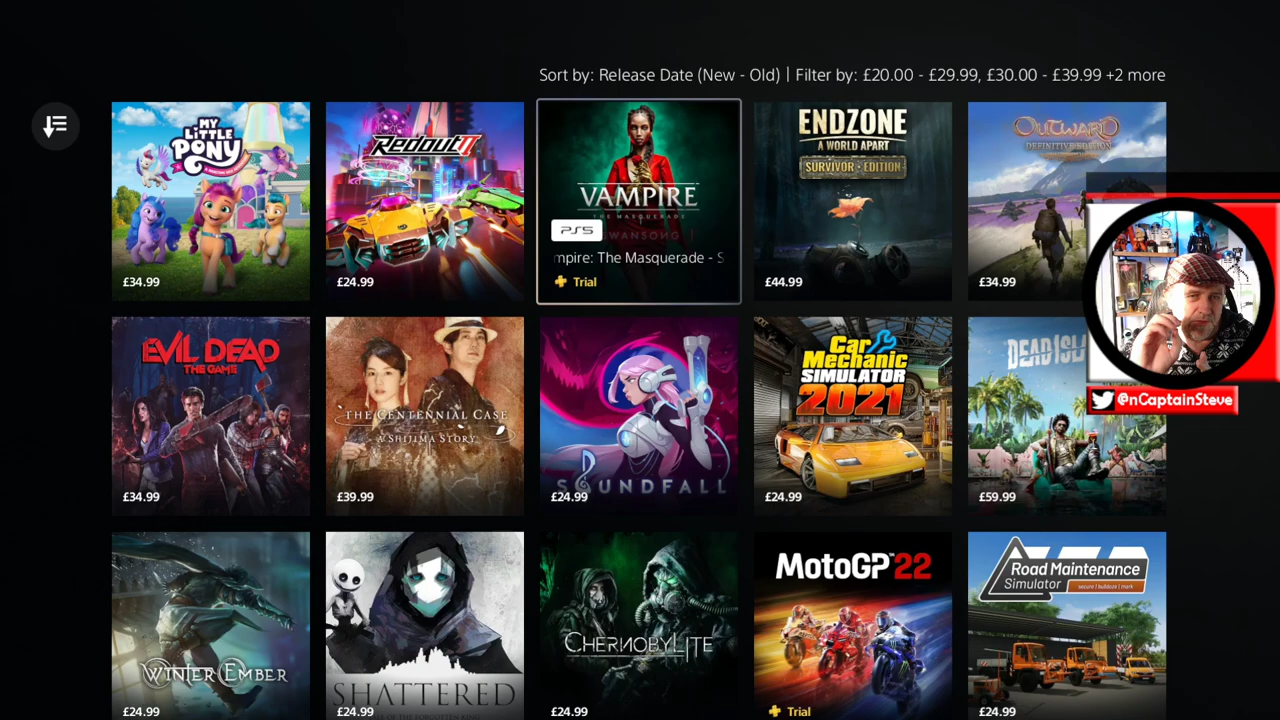 Sort by: Release Date (New - Old) | Filter by: £20.00 - £29.99, £30.00 - £39.99 +2 more
MY
LITTLE
PONY
£34.99
Redout II
£24.99
VAMPIRE
THE MASQUERADE
SWANSONG
PS5
mpire: The Masquerade - S
Trial
ENDZONE
A WORLD APART
SURVIVOR - EDITION
£44.99
OUTWARD
DEFINITIVE EDITION
£34.99
EVIL DEAD
THE GAME
£34.99
THE CENTENNIAL CASE
A SHIJIMA STORY
£39.99
SOUNDFALL
£24.99
Car
Mechanic
SIMULATOR
2021
£24.99
DEAD ISL
£59.99
@nCaptainSteve
WINTER EMBER
£24.99
SHATTERED
£24.99
CHERNOBYLITE
£24.99
MotoGP™22
Trial
Road Maintenance
Simulator
£24.99